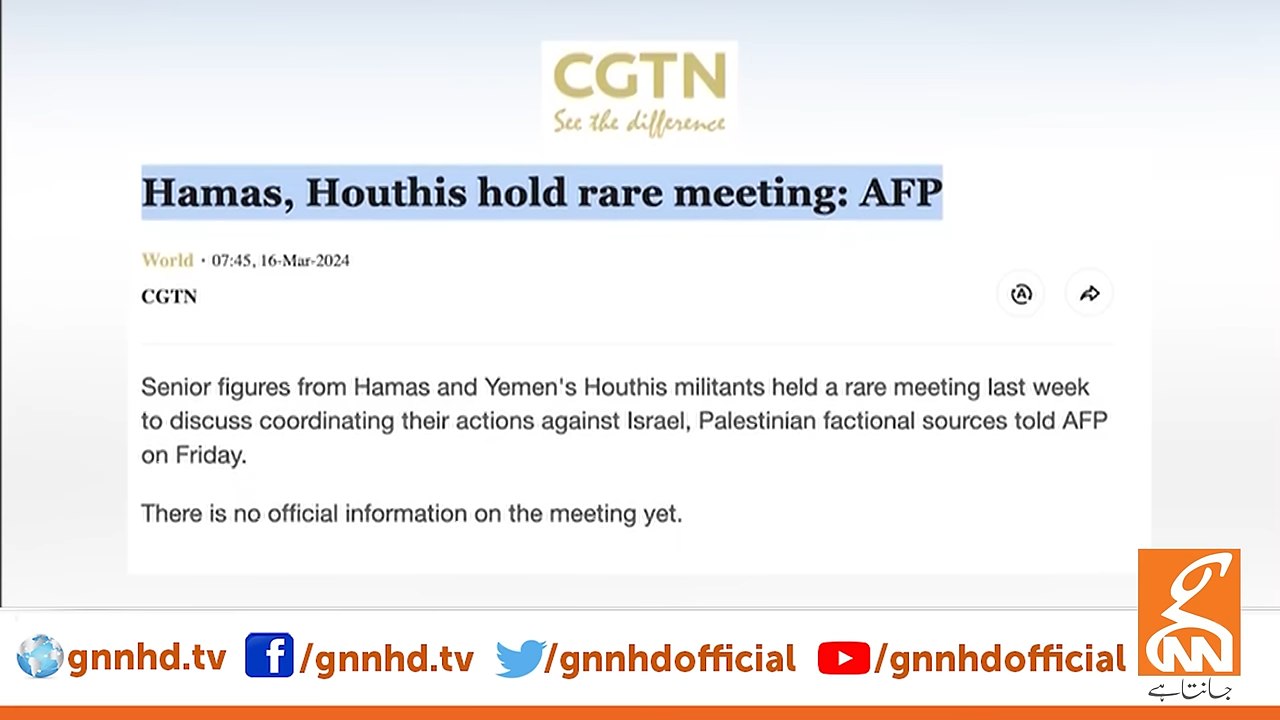 CGTN
See the difference
Hamas, Houthis hold rare meeting: AFP
World · 07:45, 16-Mar-2024
CGTN
A
Senior figures from Hamas and Yemen's Houthis militants held a rare meeting last week
to discuss coordinating their actions against Israel, Palestinian factional sources told AFP
on Friday.
There is no official information on the meeting yet.
gnnhd.tv f /gnnhd.tv /gnnhdofficial /gnnhdofficial
GNN
جانتا ہے